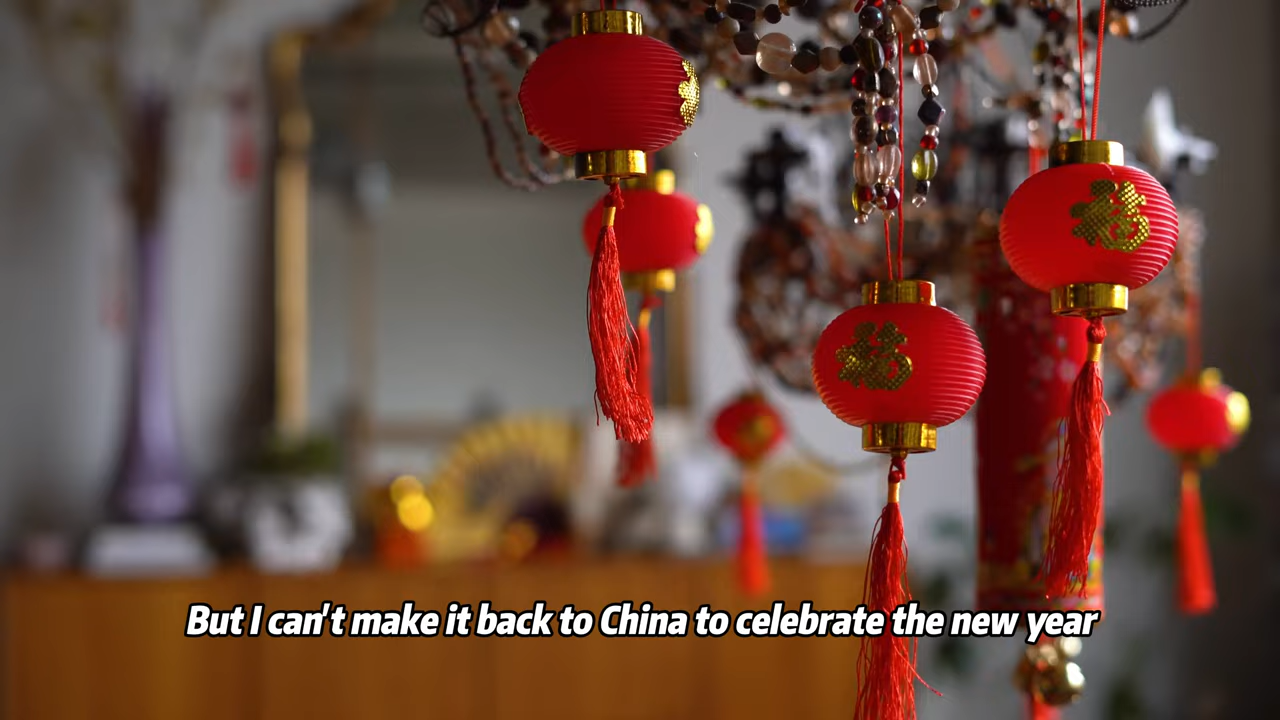 福
福
But I can't make it back to China to celebrate the new year